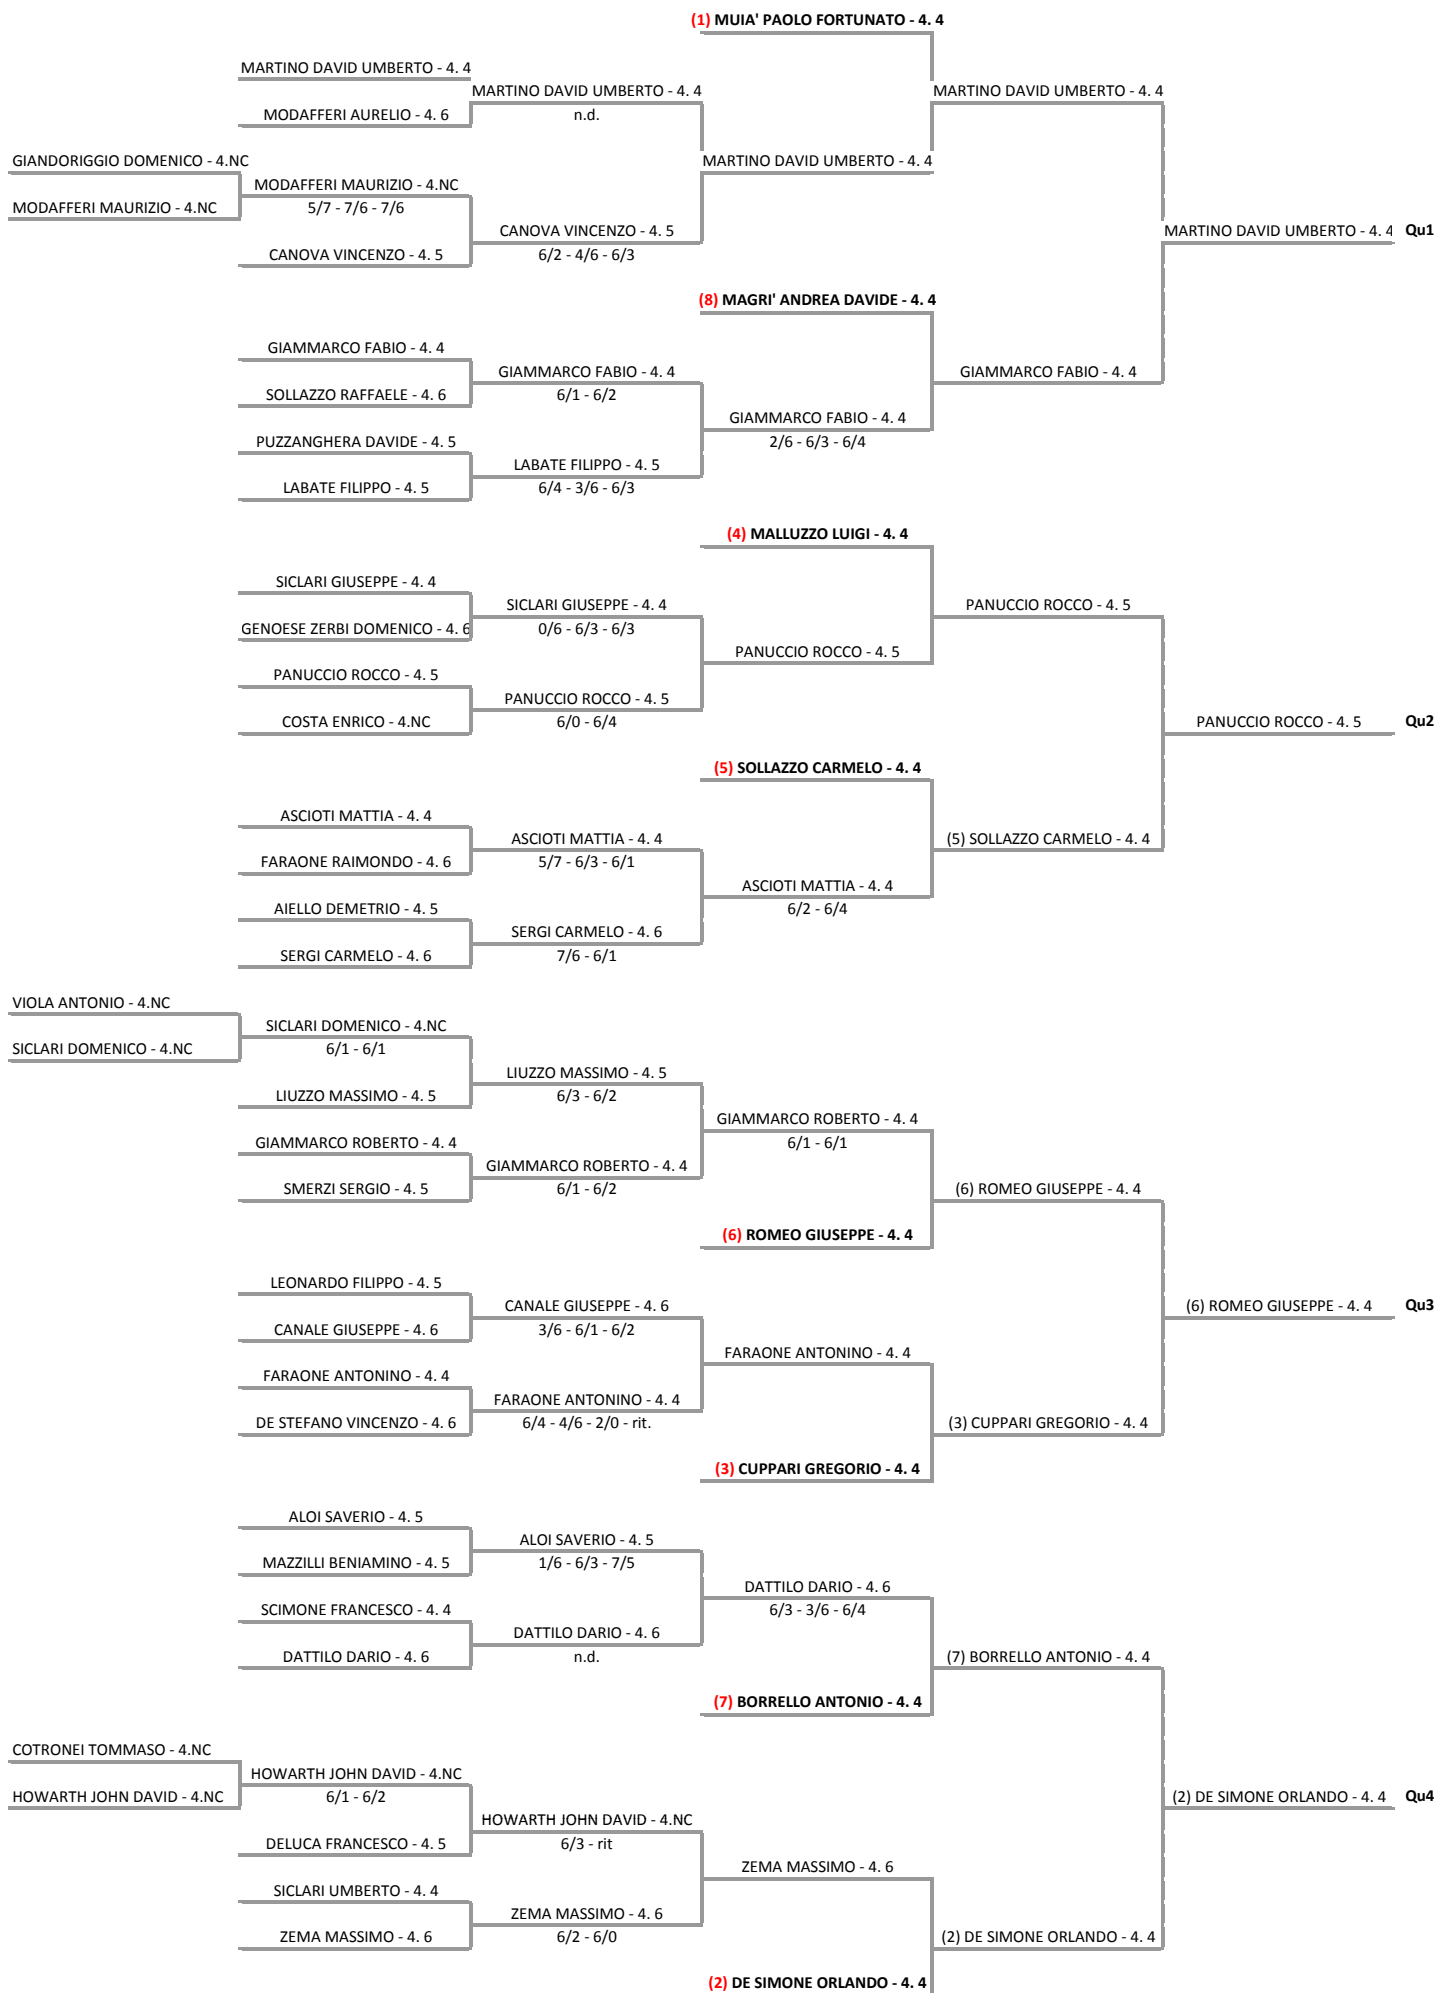 (1) MUIA' PAOLO FORTUNATO - 4. 4
MARTINO DAVID UMBERTO - 4. 4
MARTINO DAVID UMBERTO - 4. 4
MARTINO DAVID UMBERTO - 4. 4
MODAFFERI AURELIO - 4. 6
n.d.
GIANDORIGGIO DOMENICO - 4.NC
MARTINO DAVID UMBERTO - 4. 4
MODAFFERI MAURIZIO - 4.NC
MODAFFERI MAURIZIO - 4.NC
5/7 - 7/6 - 7/6
CANOVA VINCENZO - 4. 5
MARTINO DAVID UMBERTO - 4. 4
Qu1
CANOVA VINCENZO - 4. 5
6/2 - 4/6 - 6/3
(8) MAGRI' ANDREA DAVIDE - 4. 4
GIAMMARCO FABIO - 4. 4
GIAMMARCO FABIO - 4. 4
GIAMMARCO FABIO - 4. 4
SOLLAZZO RAFFAELE - 4. 6
6/1 - 6/2
GIAMMARCO FABIO - 4. 4
PUZZANGHERA DAVIDE - 4. 5
2/6 - 6/3 - 6/4
LABATE FILIPPO - 4. 5
LABATE FILIPPO - 4. 5
6/4 - 3/6 - 6/3
(4) MALLUZZO LUIGI - 4. 4
SICLARI GIUSEPPE - 4. 4
SICLARI GIUSEPPE - 4. 4
PANUCCIO ROCCO - 4. 5
GENOESE ZERBI DOMENICO - 4. 6
0/6 - 6/3 - 6/3
PANUCCIO ROCCO - 4. 5
PANUCCIO ROCCO - 4. 5
PANUCCIO ROCCO - 4. 5
COSTA ENRICO - 4.NC
6/0 - 6/4
PANUCCIO ROCCO - 4. 5
Qu2
(5) SOLLAZZO CARMELO - 4. 4
ASCIOTI MATTIA - 4. 4
ASCIOTI MATTIA - 4. 4
(5) SOLLAZZO CARMELO - 4. 4
FARAONE RAIMONDO - 4. 6
5/7 - 6/3 - 6/1
ASCIOTI MATTIA - 4. 4
AIELLO DEMETRIO - 4. 5
6/2 - 6/4
SERGI CARMELO - 4. 6
SERGI CARMELO - 4. 6
7/6 - 6/1
VIOLA ANTONIO - 4.NC
SICLARI DOMENICO - 4.NC
SICLARI DOMENICO - 4.NC
6/1 - 6/1
LIUZZO MASSIMO - 4. 5
LIUZZO MASSIMO - 4. 5
6/3 - 6/2
GIAMMARCO ROBERTO - 4. 4
GIAMMARCO ROBERTO - 4. 4
6/1 - 6/1
GIAMMARCO ROBERTO - 4. 4
SMERZI SERGIO - 4. 5
6/1 - 6/2
(6) ROMEO GIUSEPPE - 4. 4
(6) ROMEO GIUSEPPE - 4. 4
LEONARDO FILIPPO - 4. 5
CANALE GIUSEPPE - 4. 6
(6) ROMEO GIUSEPPE - 4. 4
Qu3
CANALE GIUSEPPE - 4. 6
3/6 - 6/1 - 6/2
FARAONE ANTONINO - 4. 4
FARAONE ANTONINO - 4. 4
FARAONE ANTONINO - 4. 4
DE STEFANO VINCENZO - 4. 6
6/4 - 4/6 - 2/0 - rit.
(3) CUPPARI GREGORIO - 4. 4
(3) CUPPARI GREGORIO - 4. 4
ALOI SAVERIO - 4. 5
ALOI SAVERIO - 4. 5
MAZZILLI BENIAMINO - 4. 5
1/6 - 6/3 - 7/5
DATTILO DARIO - 4. 6
SCIMONE FRANCESCO - 4. 4
6/3 - 3/6 - 6/4
DATTILO DARIO - 4. 6
DATTILO DARIO - 4. 6
n.d.
(7) BORRELLO ANTONIO - 4. 4
(7) BORRELLO ANTONIO - 4. 4
COTRONEI TOMMASO - 4.NC
HOWARTH JOHN DAVID - 4.NC
HOWARTH JOHN DAVID - 4.NC
6/1 - 6/2
(2) DE SIMONE ORLANDO - 4. 4
Qu4
HOWARTH JOHN DAVID - 4.NC
DELUCA FRANCESCO - 4. 5
6/3 - rit
ZEMA MASSIMO - 4. 6
SICLARI UMBERTO - 4. 4
ZEMA MASSIMO - 4. 6
ZEMA MASSIMO - 4. 6
6/2 - 6/0
(2) DE SIMONE ORLANDO - 4. 4
(2) DE SIMONE ORLANDO - 4. 4